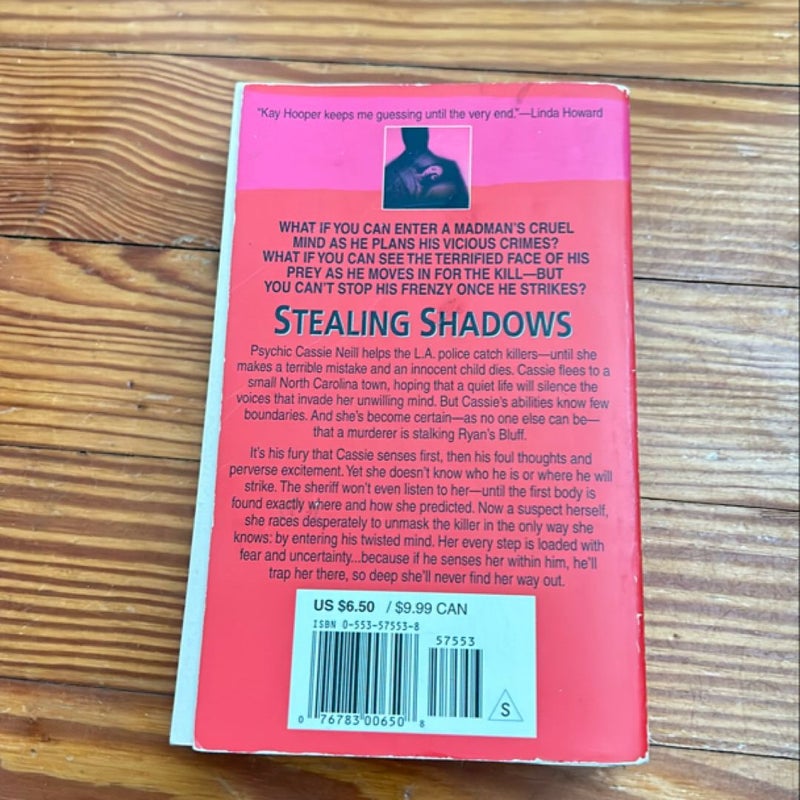 "Kay Hooper keeps me guessing until the very end."—Linda Howard
WHAT IF YOU CAN ENTER A MADMAN'S CRUEL
MIND AS HE PLANS HIS VICIOUS CRIMES?
WHAT IF YOU CAN SEE THE TERRIFIED FACE OF HIS
PREY AS HE MOVES IN FOR THE KILL—BUT
YOU CAN'T STOP HIS FRENZY ONCE HE STRIKES?
STEALING SHADOWS
Psychic Cassie Neill helps the L.A. police catch killers—until she
makes a terrible mistake and an innocent child dies. Cassie flees to a
small North Carolina town, hoping that a quiet life will silence the
voices that invade her unwilling mind. But Cassie's abilities know few
boundaries. And she's become certain—as no one else can be—
that a murderer is stalking Ryan's Bluff.
It's his fury that Cassie senses first, then his foul thoughts and
perverse excitement. Yet she doesn't know who he is or where he will
strike. The sheriff won't even listen to her—until the first body is
found exactly where and how she predicted. Now a suspect herself,
she races desperately to unmask the killer in the only way she
knows: by entering his twisted mind. Her every step is loaded with
fear and uncertainty...because if he senses her within him, he'll
trap her there, so deep she'll never find her way out.
US $6.50 / $9.99 CAN
ISBN 0-553-57553-8
57553
0 76783 00650 8
S